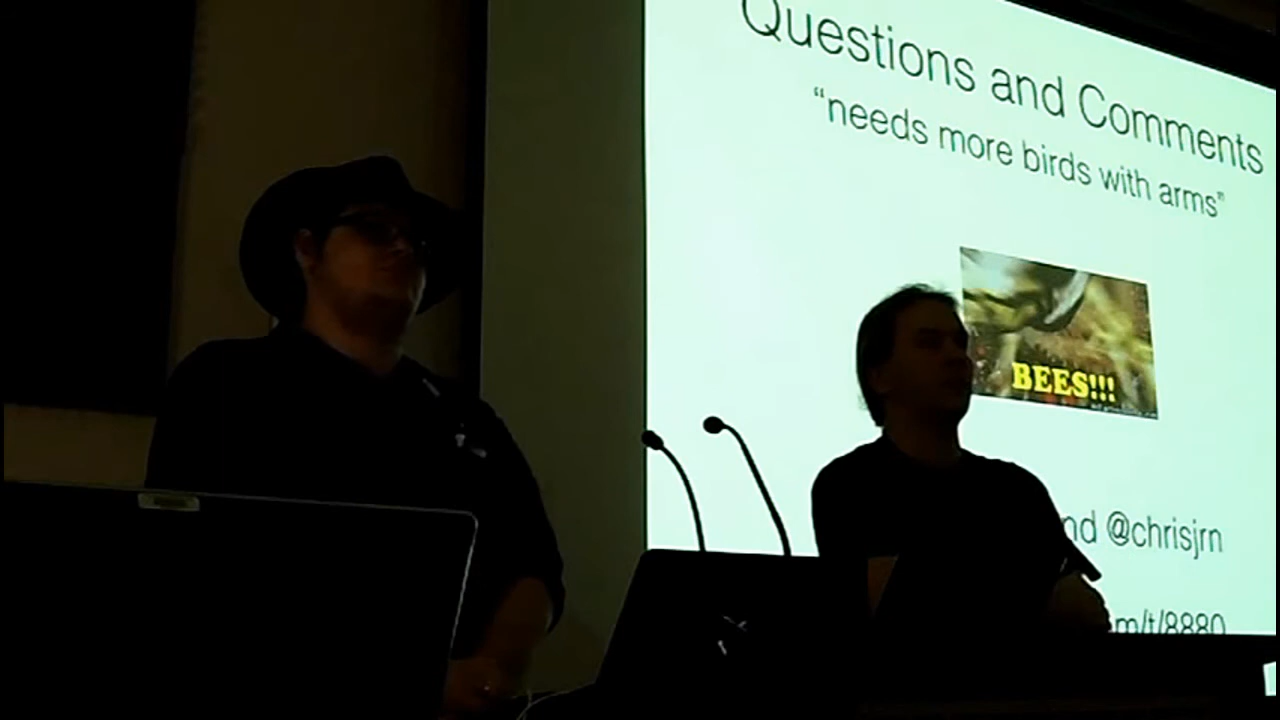 Questions and Comments
“needs more birds with arms”
BEES!!!
nd @chrisjrn
m/t/8880